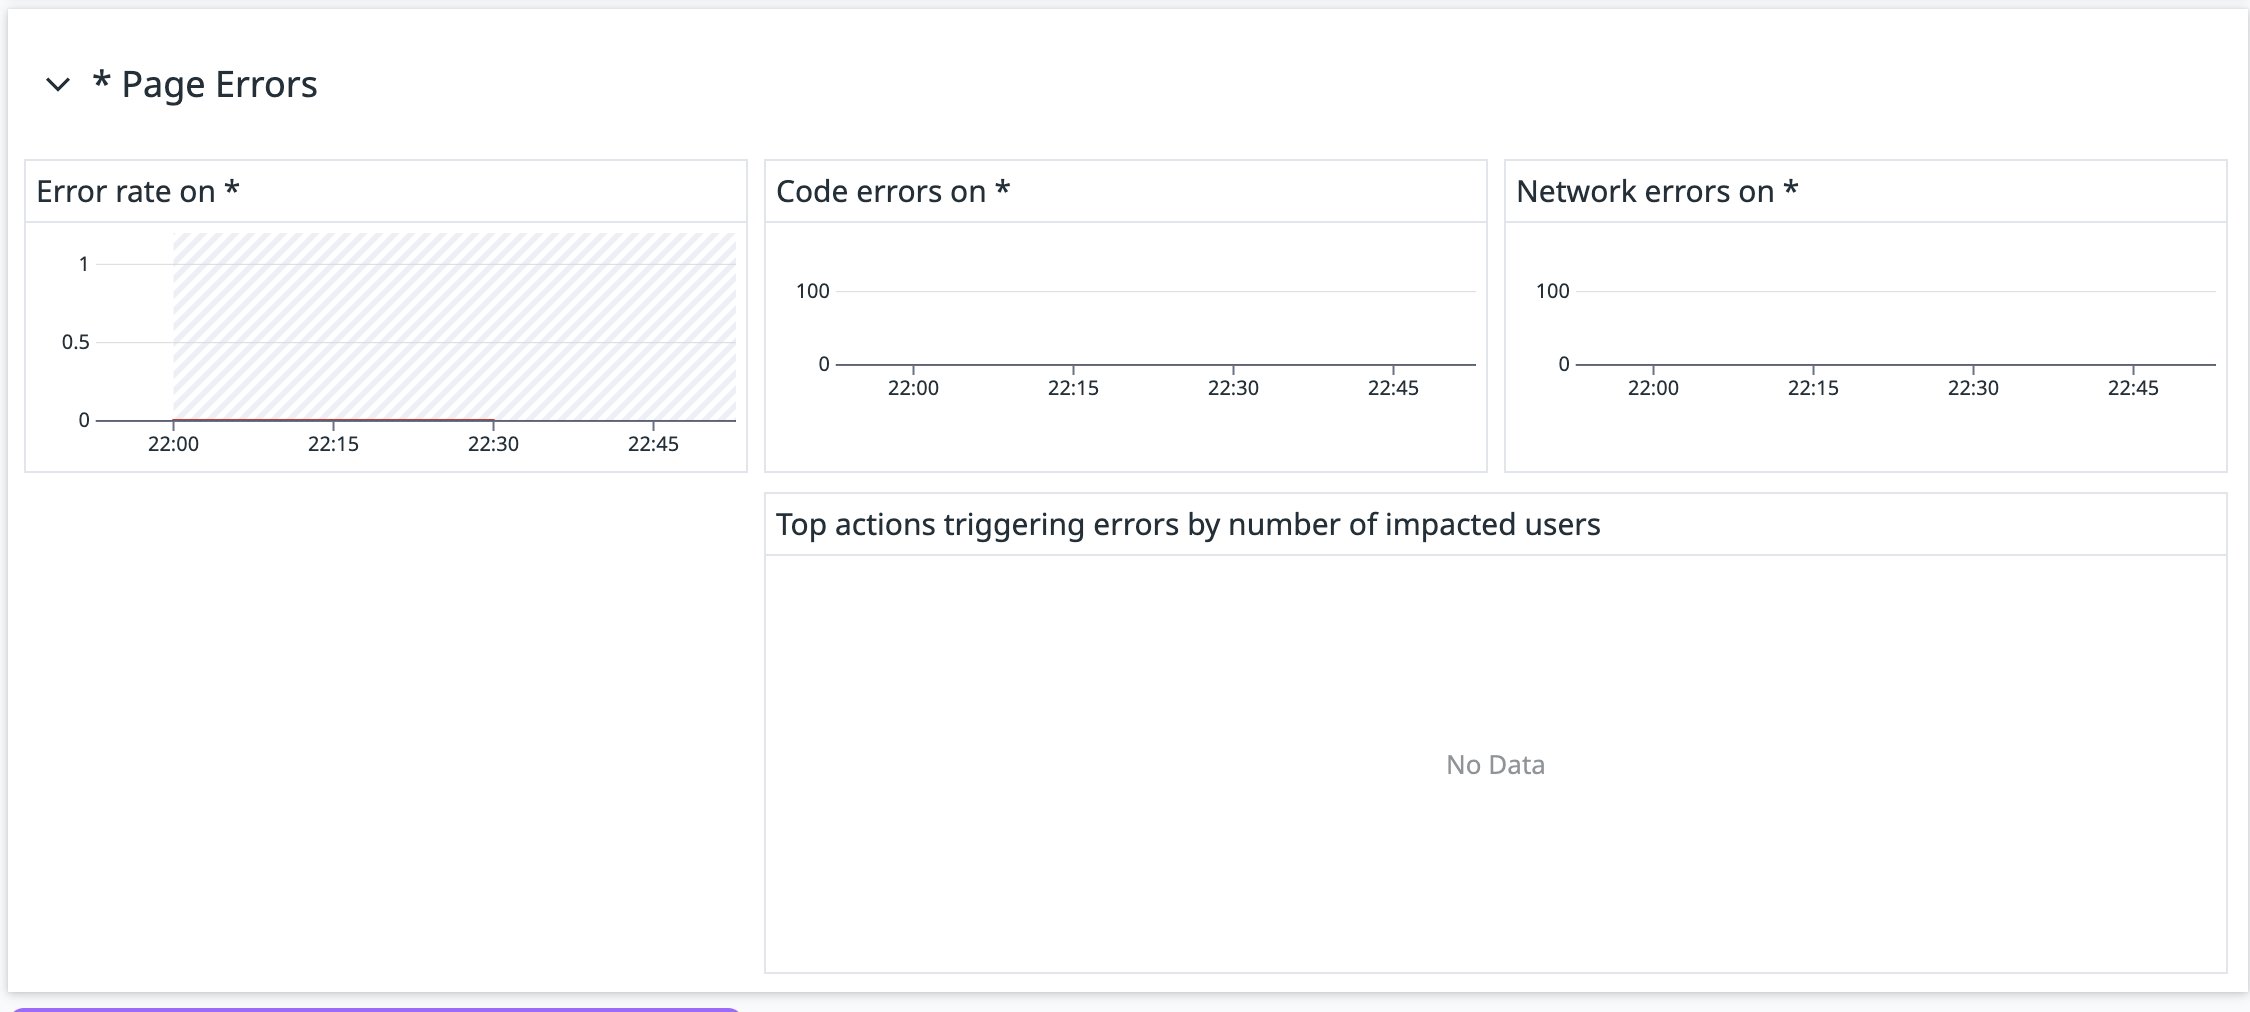 * Page Errors
Error rate on *
1
0.5
0
22:00 22:15 22:30 22:45
Code errors on *
100
0
22:00 22:15 22:30 22:45
Network errors on *
100
0
22:00 22:15 22:30 22:45
Top actions triggering errors by number of impacted users
No Data